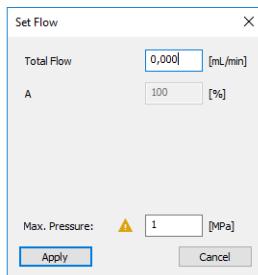 Set Flow
Total Flow 0,000 [mL/min]
A 100 [%]
Max. Pressure: 1 [MPa]
Apply Cancel